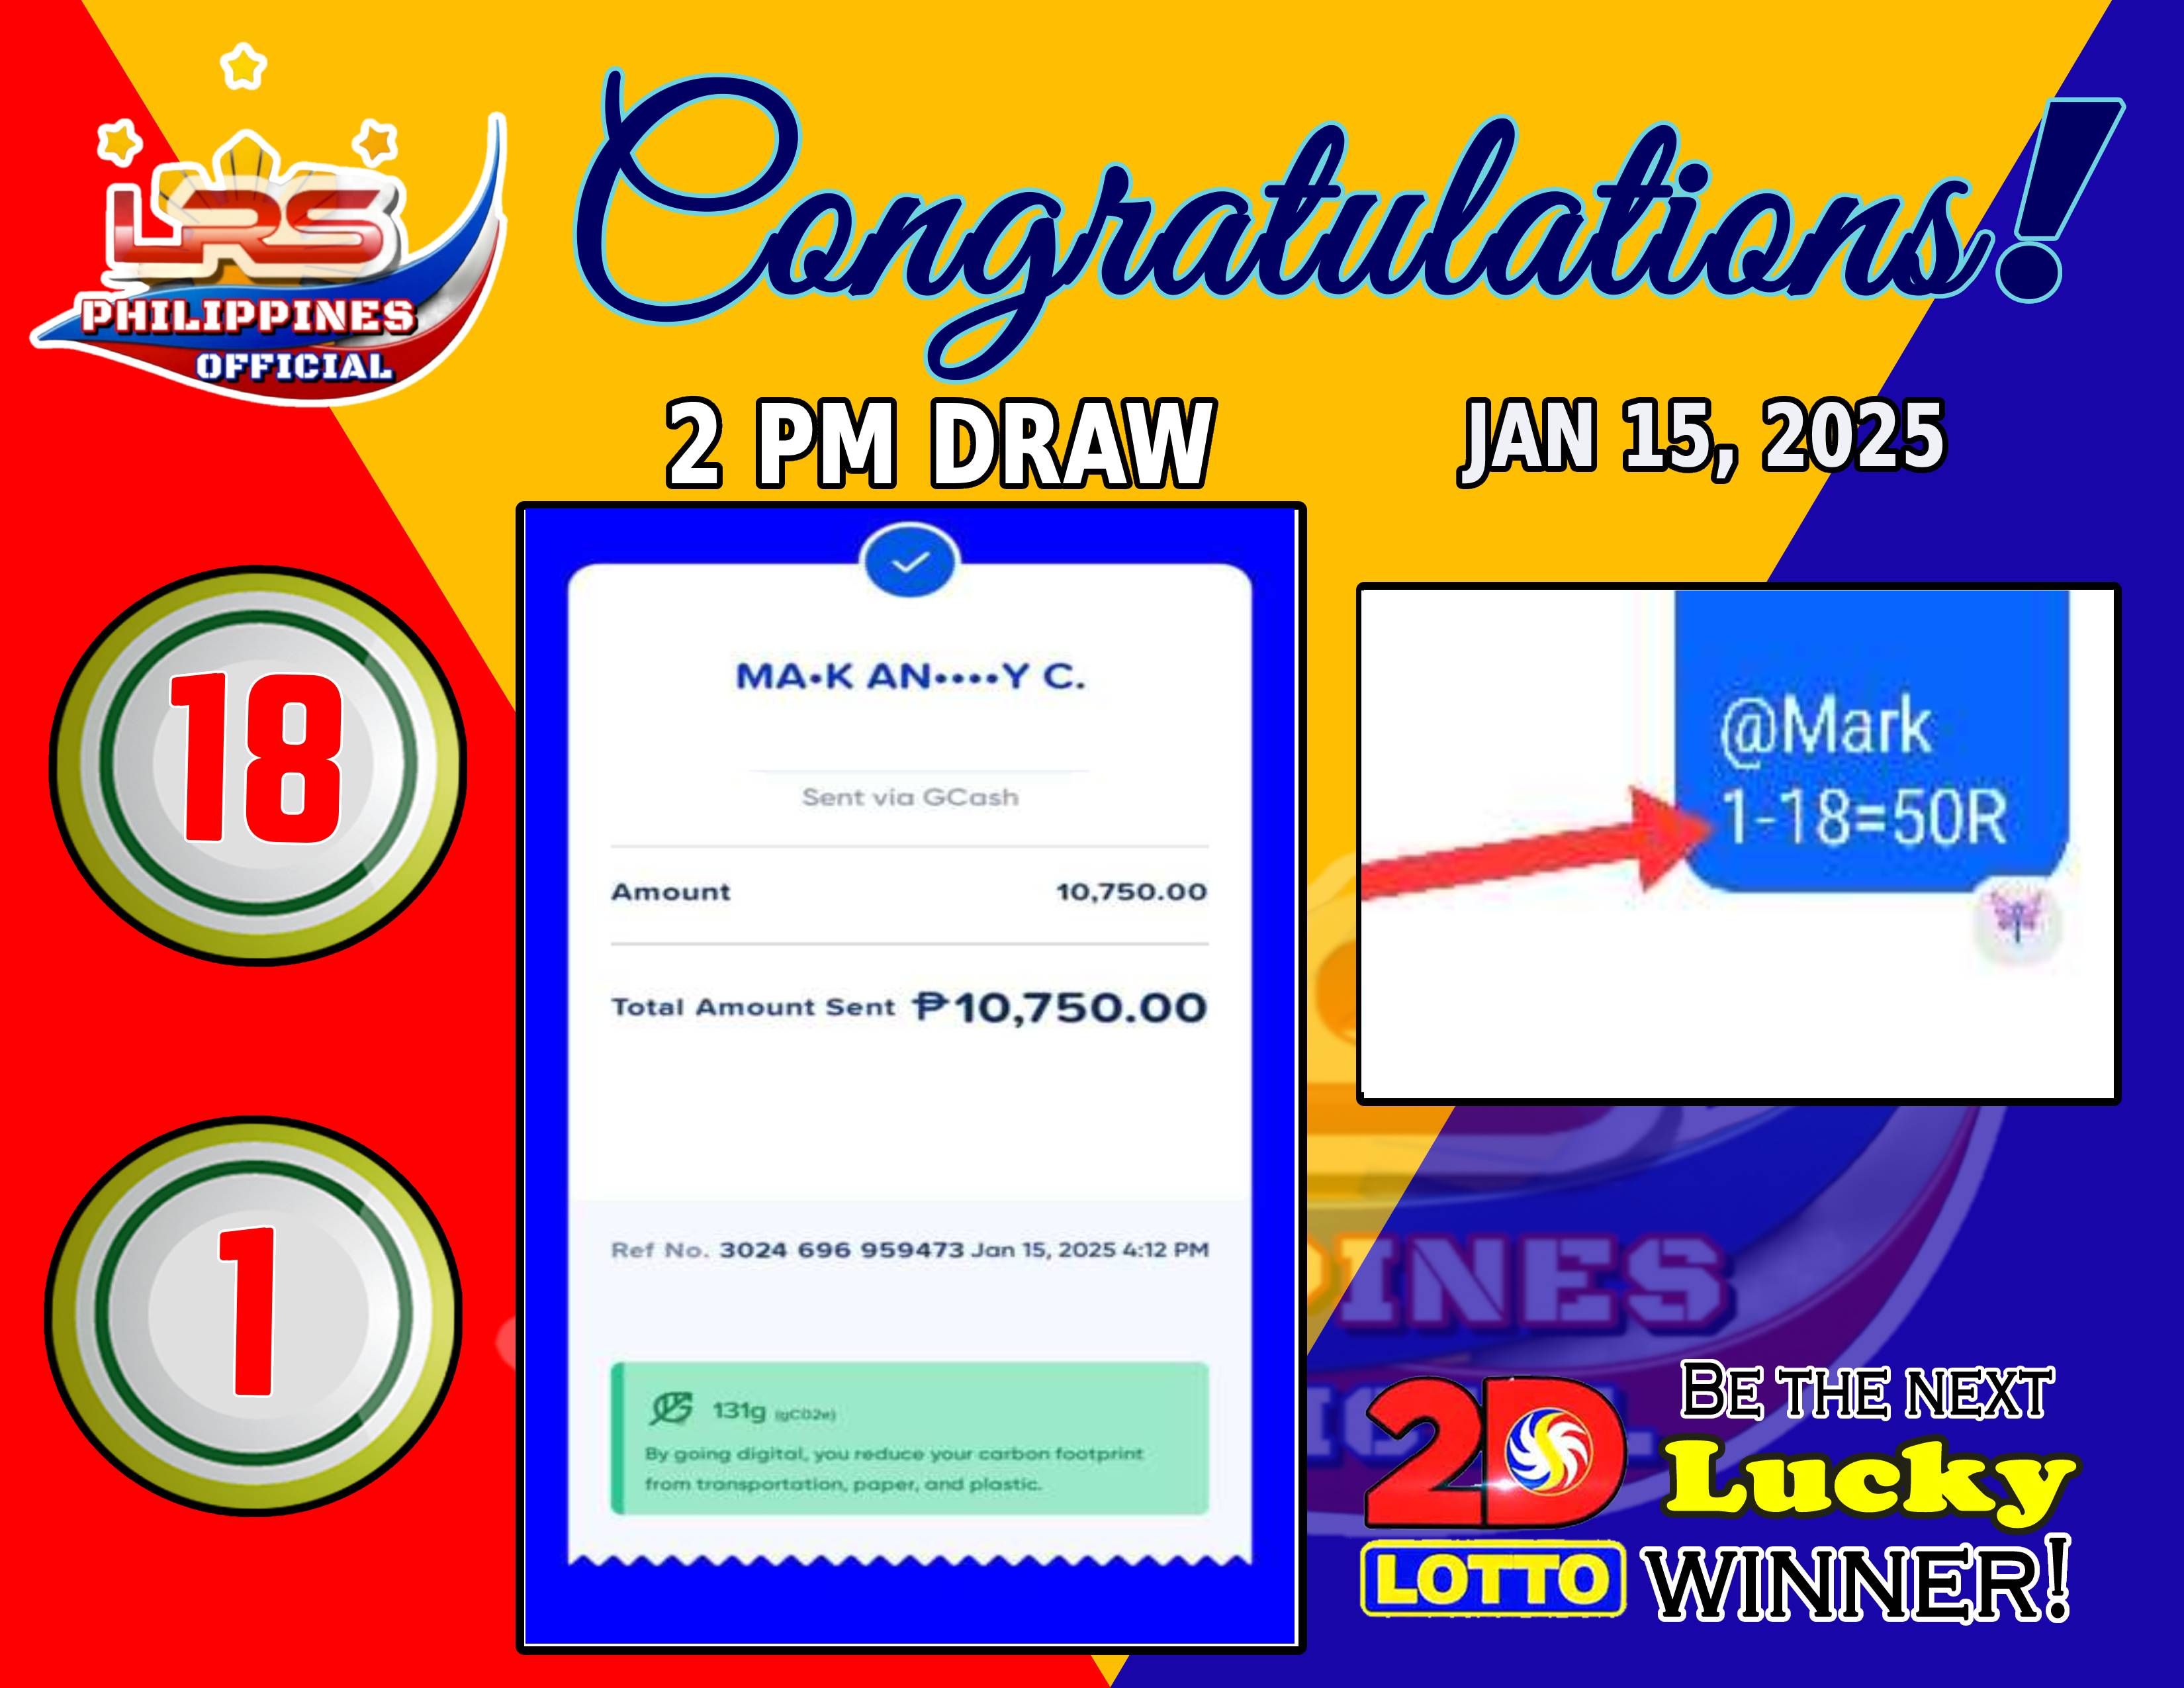 LRS
PHILIPPINES
OFFICIAL
Congratulations!
2 PM DRAW
JAN 15, 2025
18
1
MA•K AN••••Y C.
Sent via GCash
Amount 10,750.00
Total Amount Sent ₱10,750.00
Ref No. 3024 696 959473 Jan 15, 2025 4:12 PM
131g (gCO2e)
By going digital, you reduce your carbon footprint
from transportation, paper, and plastic.
@Mark
1-18=50R
PINES
2D
LOTTO
BE THE NEXT
Lucky
WINNER!